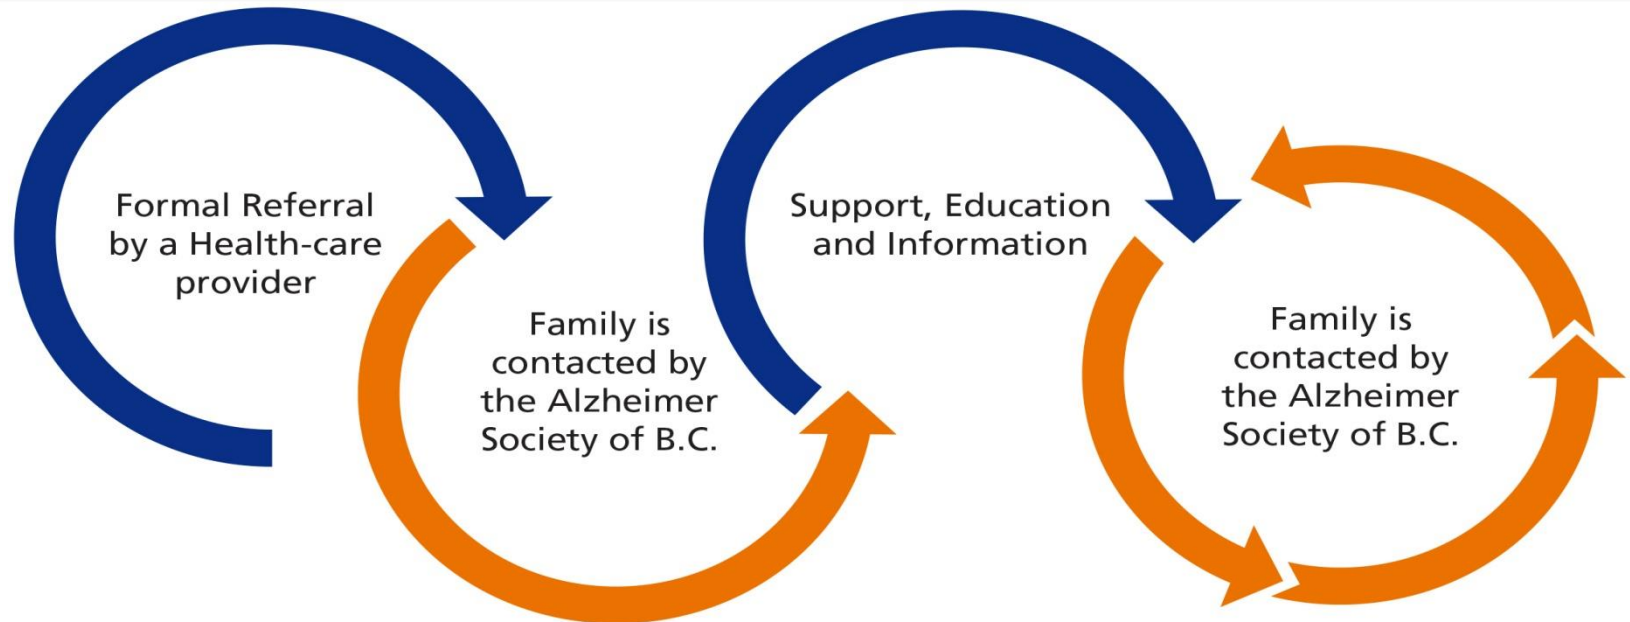 Formal Referral
by a Health-care
provider
Family is
contacted by
the Alzheimer
Society of B.C.
Support, Education
and Information
Family is
contacted by
the Alzheimer
Society of B.C.